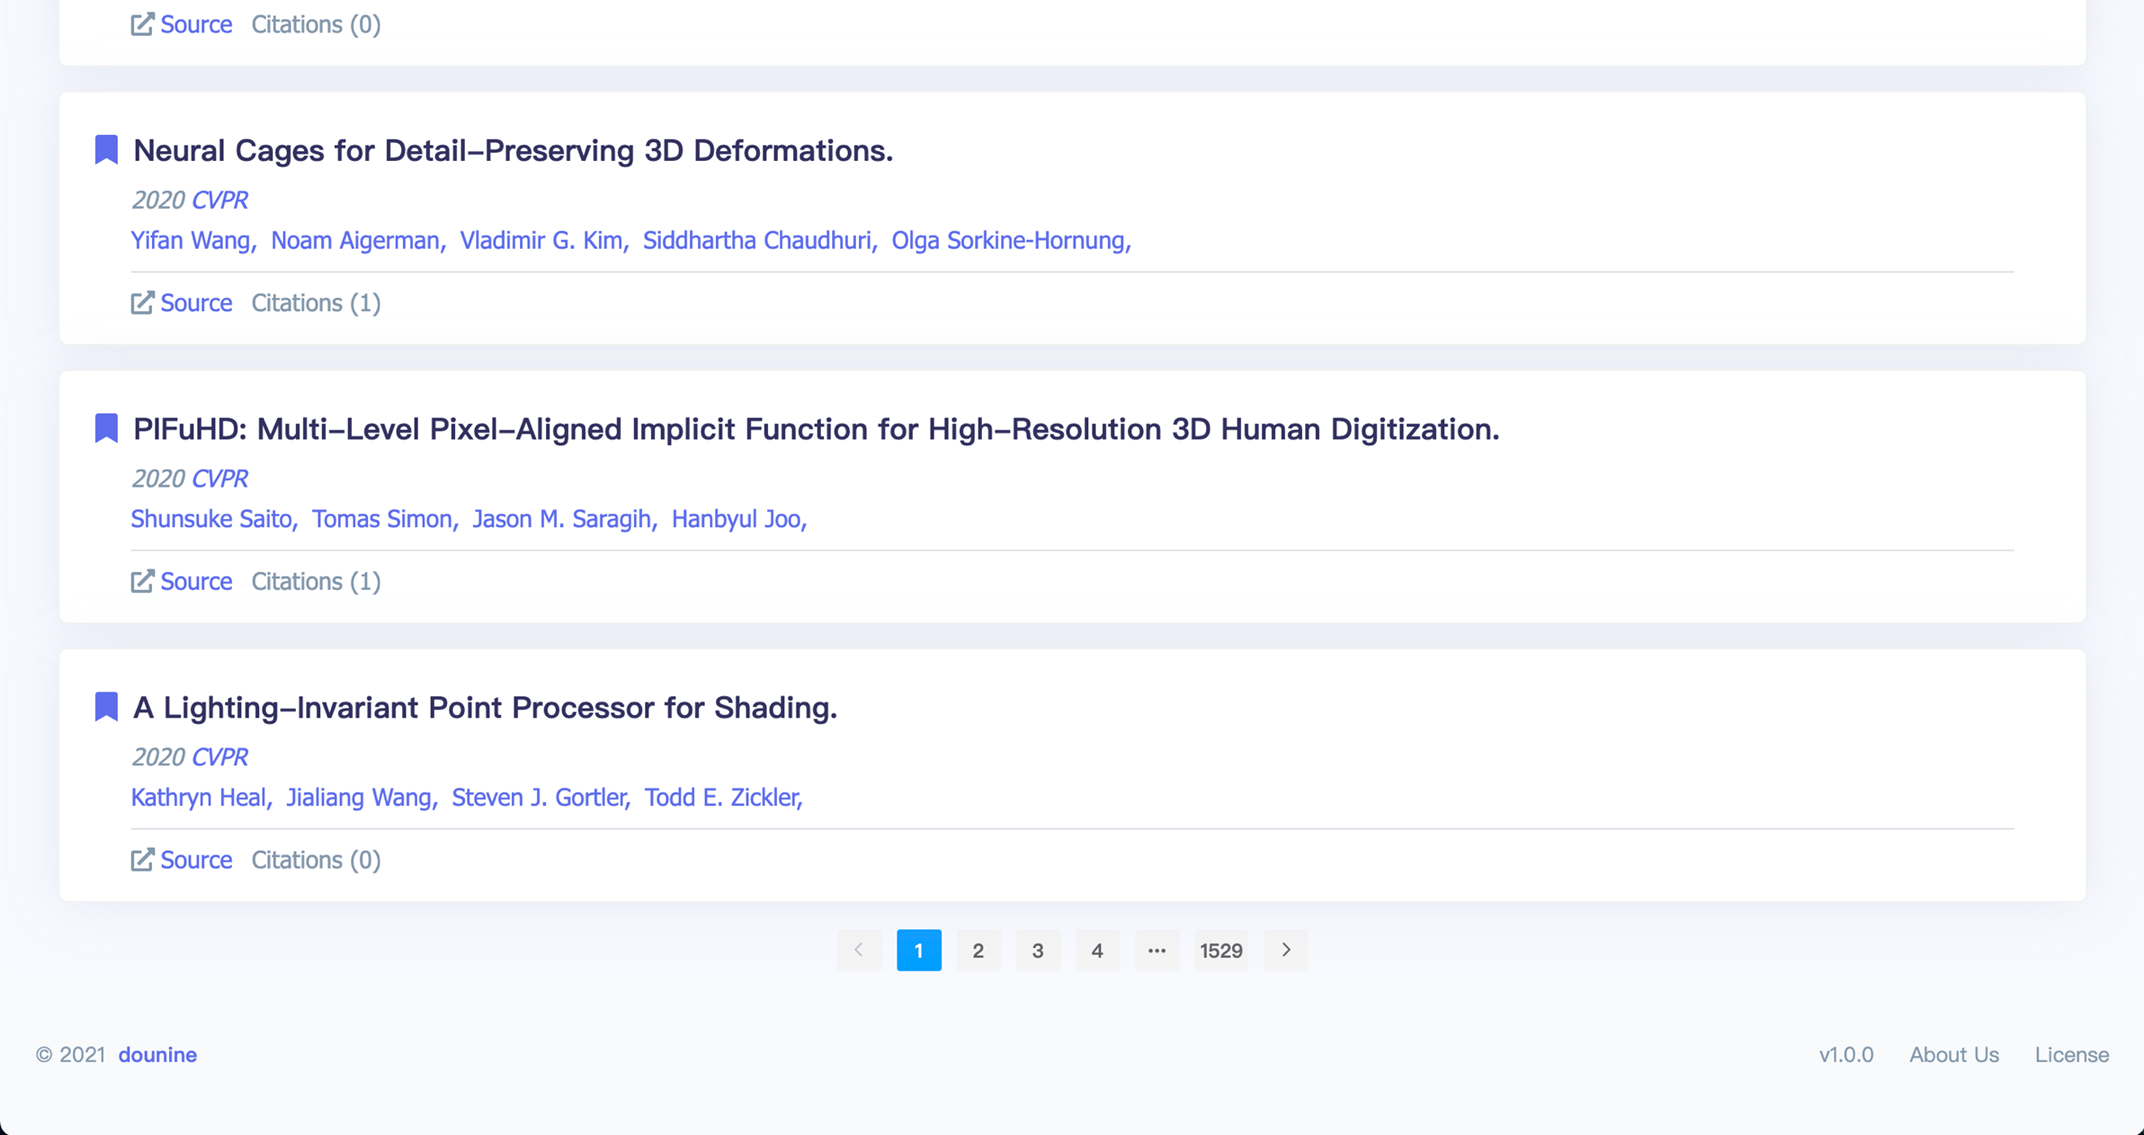 Source Citations (0)
Neural Cages for Detail-Preserving 3D Deformations.
2020 CVPR
Yifan Wang, Noam Aigerman, Vladimir G. Kim, Siddhartha Chaudhuri, Olga Sorkine-Hornung,
Source Citations (1)
PIFuHD: Multi-Level Pixel-Aligned Implicit Function for High-Resolution 3D Human Digitization.
2020 CVPR
Shunsuke Saito, Tomas Simon, Jason M. Saragih, Hanbyul Joo,
Source Citations (1)
A Lighting-Invariant Point Processor for Shading.
2020 CVPR
Kathryn Heal, Jialiang Wang, Steven J. Gortler, Todd E. Zickler,
Source Citations (0)
< 1 2 3 4 ··· 1529 >
© 2021 dounine v1.0.0 About Us License